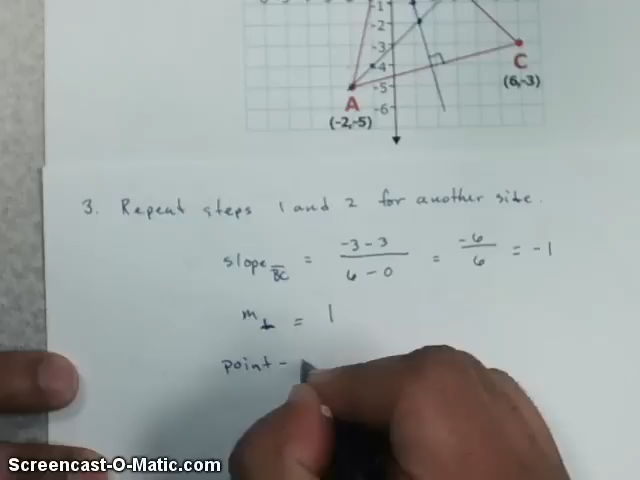 -1
-2
-3
-4
-5
-6
C
(6,-3)
A
(-2,-5)
3. Repeat steps 1 and 2 for another side.
slope BC = -3-3 / 6-0 = -6/6 = -1
m⊥ = 1
point -
Screencast-O-Matic.com